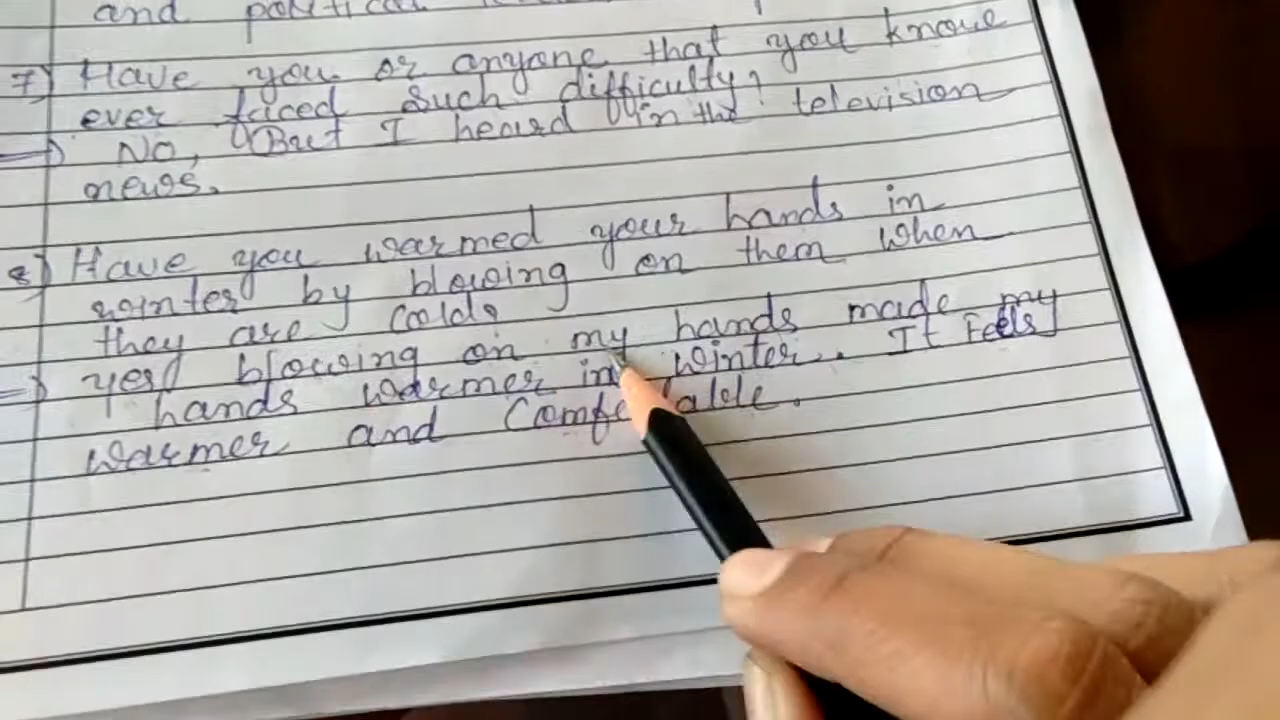 and political
7) Have you or anyone that you know
ever faced such difficulty?
=> No, But I heard in the television
news.
8) Have you warmed your hands in
winter by blowing on them when
they are cold?
=> yes blowing on my hands made my
hands warmer in winter. It Feels
warmer and